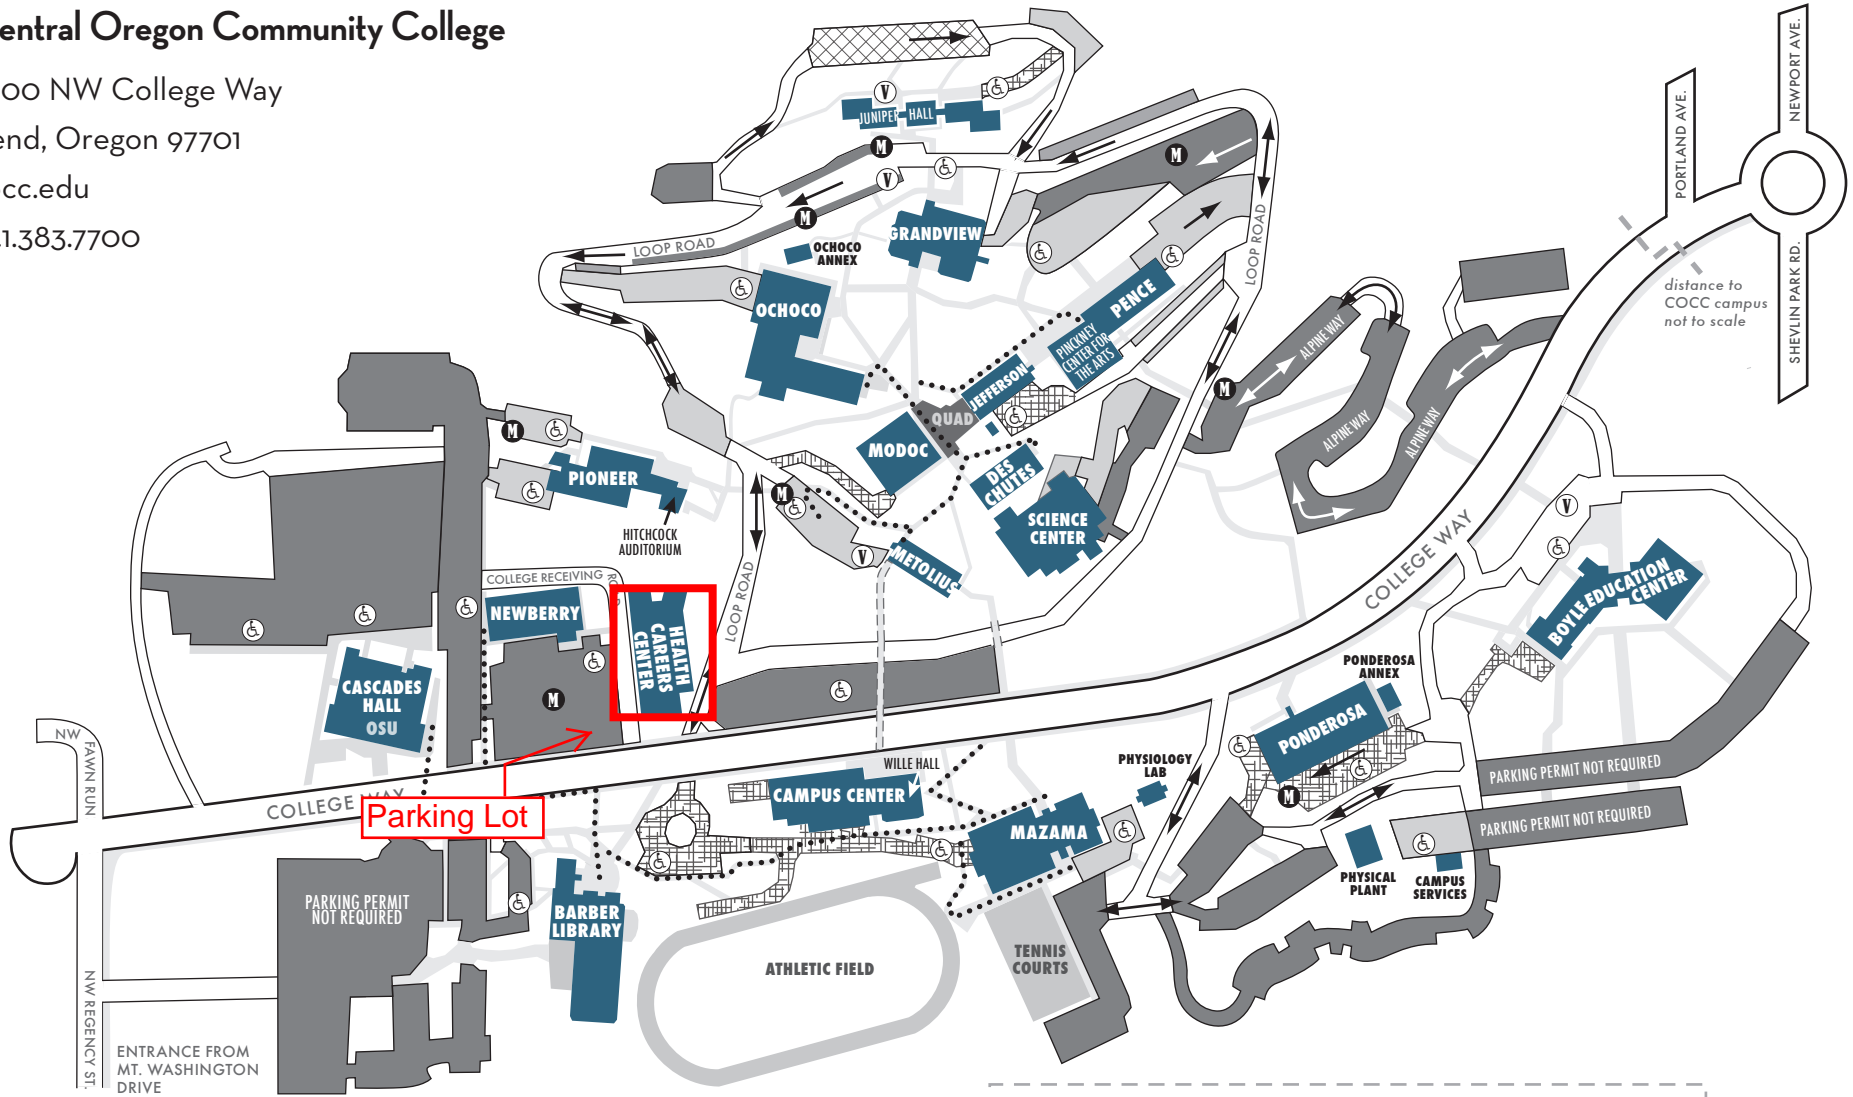 entral Oregon Community College
00 NW College Way
end, Oregon 97701
cc.edu
.1.383.7700
NEWPORT AVE.
PORTLAND AVE.
SHEVLIN PARK RD.
distance to
COCC campus
not to scale
V
JUNIPER HALL
M
M
V
M
GRANDVIEW
LOOP ROAD
OCHOCO
ANNEX
LOOP ROAD
OCHOCO
PENCE
PINCKNEY
CENTER FOR
THE ARTS
ALPINE WAY
ALPINE WAY
ALPINE WAY
JEFFERSON
M
QUAD
MODOC
M
PIONEER
DES
CHUTES
HITCHCOCK
AUDITORIUM
M
SCIENCE
CENTER
COLLEGE WAY
V
V
METOLIUS
COLLEGE RECEIVING
NEWBERRY
HEALTH
CAREERS
CENTER
LOOP ROAD
BOYLE EDUCATION
CENTER
CASCADES
HALL
OSU
M
PONDEROSA
ANNEX
PONDEROSA
NW
FAWN RUN
WILLE HALL
PHYSIOLOGY
LAB
PARKING PERMIT NOT REQUIRED
COLLEGE WAY
Parking Lot
CAMPUS CENTER
M
MAZAMA
PARKING PERMIT NOT REQUIRED
PHYSICAL
PLANT
CAMPUS
SERVICES
PARKING PERMIT
NOT REQUIRED
BARBER
LIBRARY
ATHLETIC FIELD
TENNIS
COURTS
NW REGENCY ST.
ENTRANCE FROM
MT. WASHINGTON
DRIVE